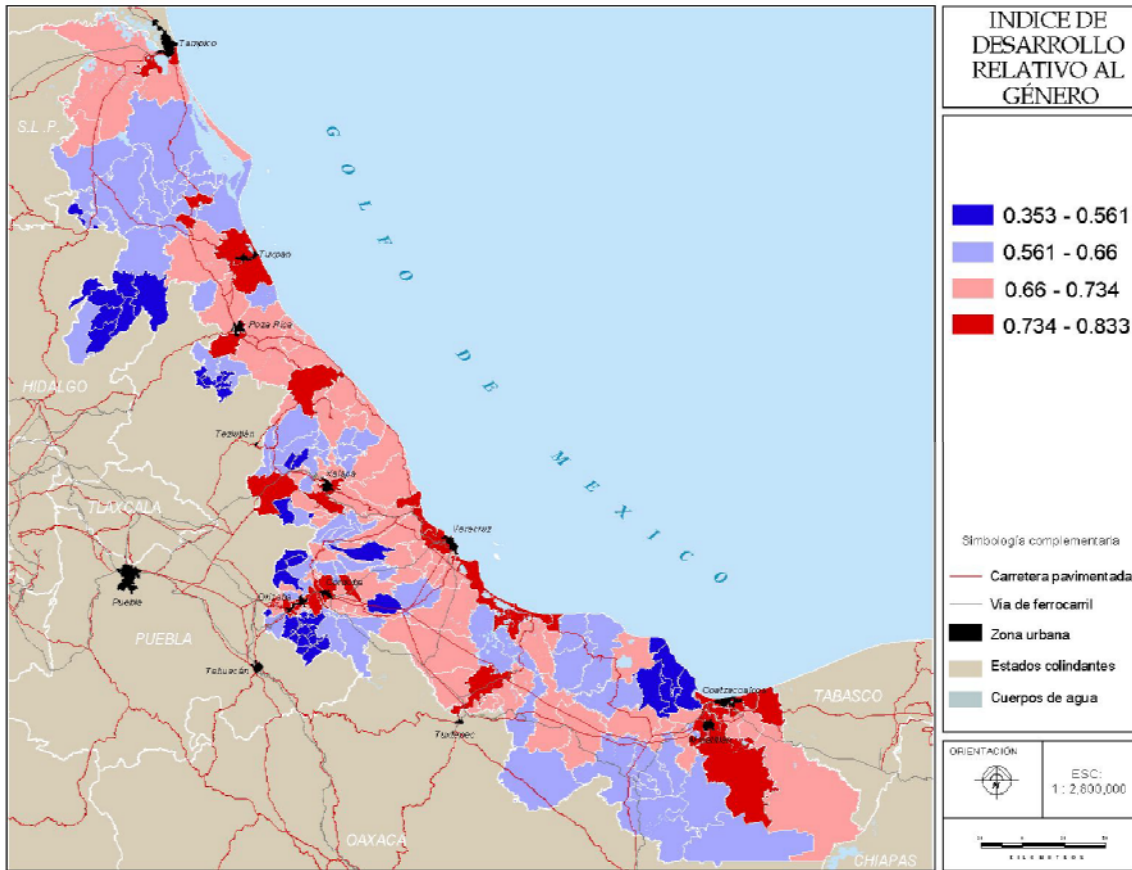 INDICE DE
DESARROLLO
RELATIVO AL
GÉNERO
0.353 - 0.561
0.561 - 0.66
0.66 - 0.734
0.734 - 0.833
Simbología complementaria
Carretera pavimentada
Via de ferrocarril
Zona urbana
Estados colindantes
Cuerpos de agua
ORIENTACIÓN
N
ESC:
1 : 2,800,000
KILOMETROS
Tampico
S.L.P.
GOLFO DE MEXICO
Tuxpan
Poza Rica
HIDALGO
Xalapa
TLAXCALA
Veracruz
Puebla
Cordoba
Orizaba
PUEBLA
Tehuacán
Coatzacoalcos
TABASCO
Tuxtepec
OAXACA
CHIAPAS